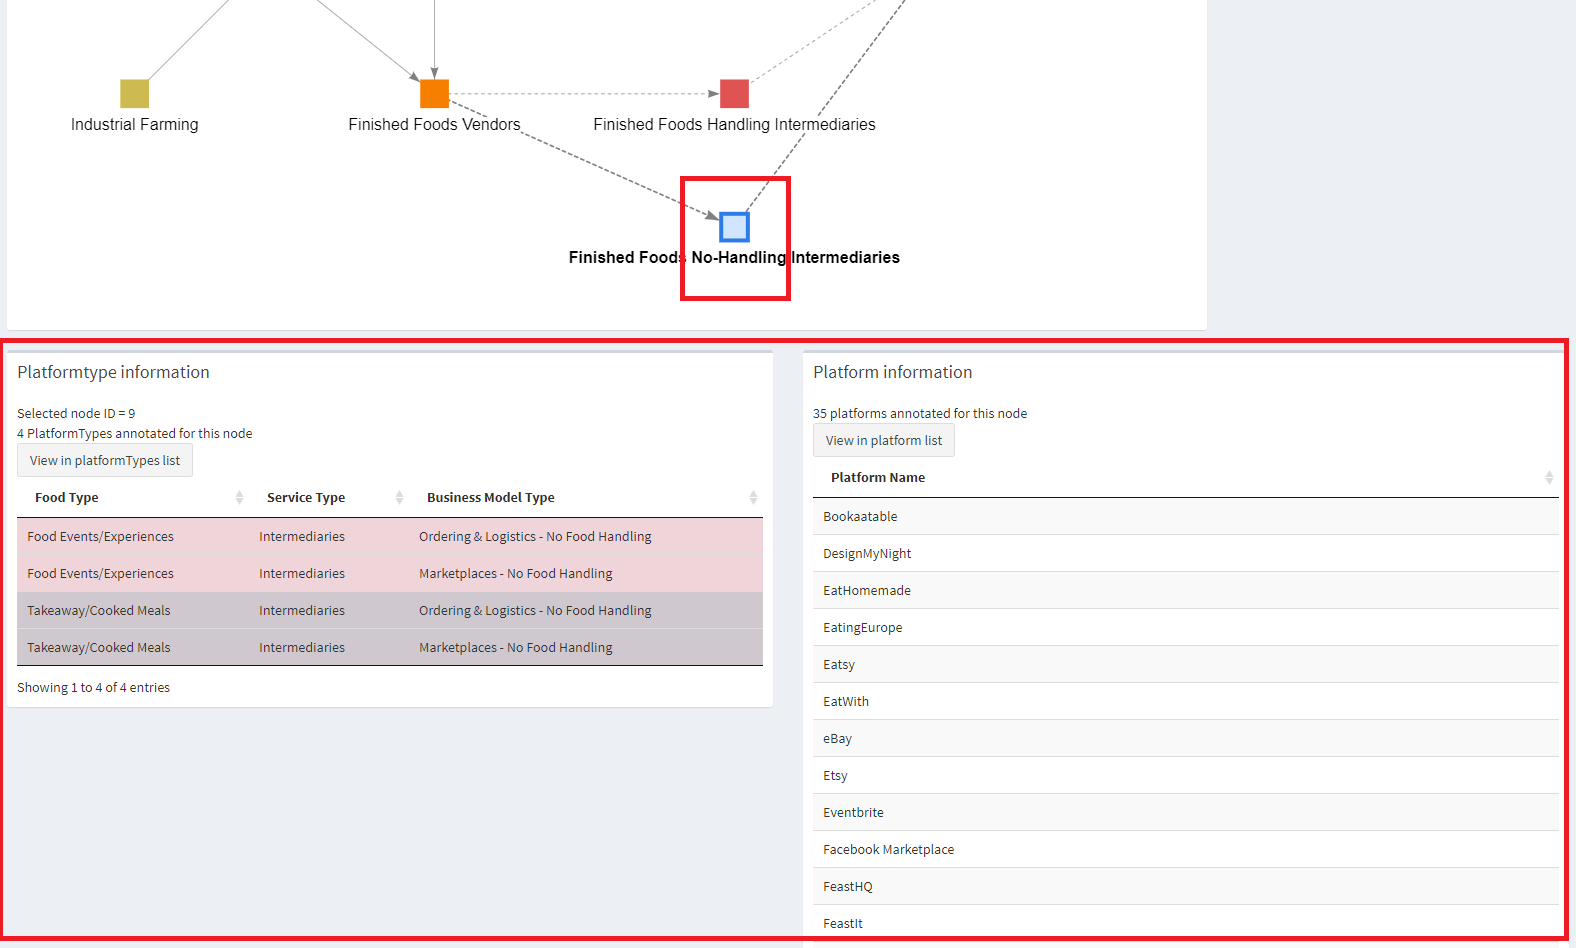 Industrial Farming
Finished Foods Vendors
Finished Foods Handling Intermediaries
Finished Foods No-Handling Intermediaries
Platformtype information
Selected node ID = 9
4 PlatformTypes annotated for this node
View in platformTypes list
Food Type Service Type Business Model Type
Food Events/Experiences Intermediaries Ordering & Logistics - No Food Handling
Food Events/Experiences Intermediaries Marketplaces - No Food Handling
Takeaway/Cooked Meals Intermediaries Ordering & Logistics - No Food Handling
Takeaway/Cooked Meals Intermediaries Marketplaces - No Food Handling
Showing 1 to 4 of 4 entries
Platform information
35 platforms annotated for this node
View in platform list
Platform Name
Bookaatable
DesignMyNight
EatHomemade
EatingEurope
Eatsy
EatWith
eBay
Etsy
Eventbrite
Facebook Marketplace
FeastHQ
FeastIt